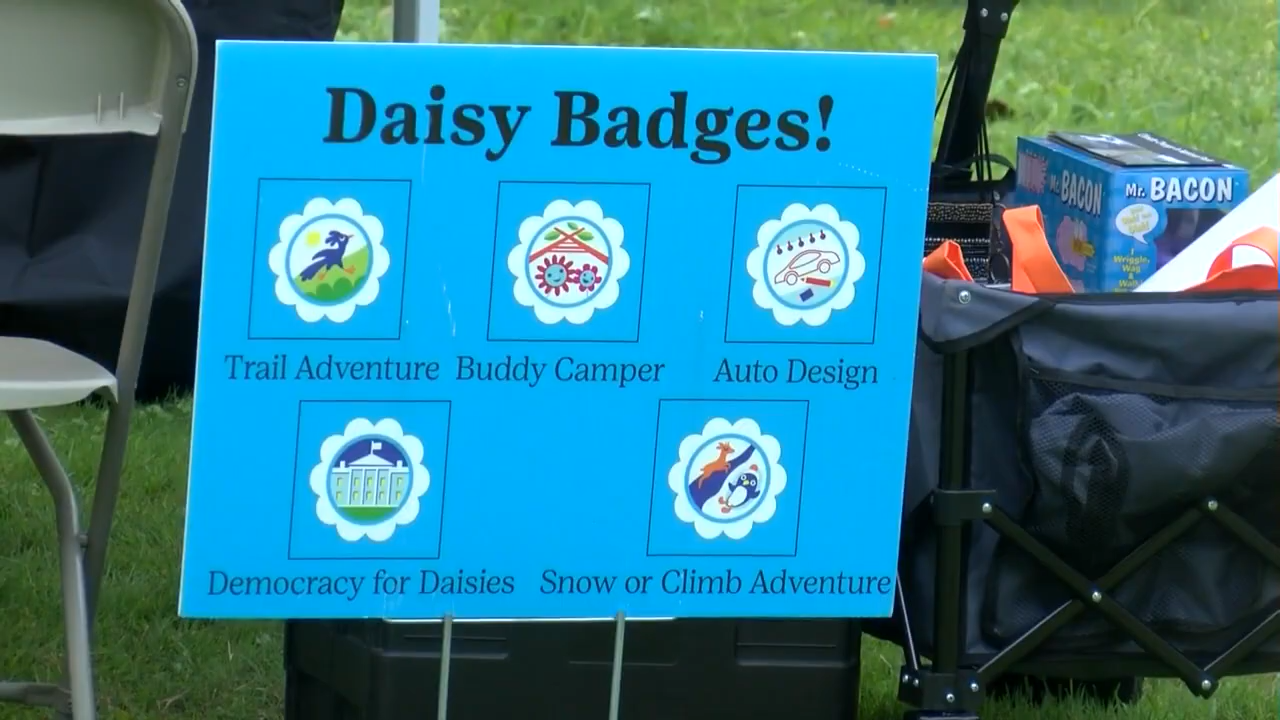 Daisy Badges!
Trail Adventure Buddy Camper Auto Design
Democracy for Daisies Snow or Climb Adventure
Mr. BACON
Mr. BACON